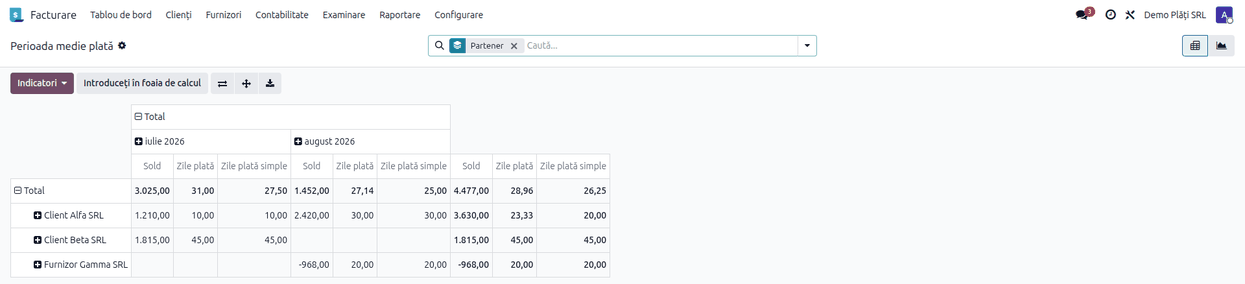 Facturare Tablou de bord Clienți Furnizori Contabilitate Examinare Raportare Configurare 3 Demo Plăți SRL A
Perioada medie plată Partener Caută...
Indicatori Introduceți în foaia de calcul
Total
iulie 2026 august 2026
Sold Zile plată Zile plată simple Sold Zile plată Zile plată simple Sold Zile plată Zile plată simple
Total 3.025,00 31,00 27,50 1.452,00 27,14 25,00 4.477,00 28,96 26,25
Client Alfa SRL 1.210,00 10,00 10,00 2.420,00 30,00 30,00 3.630,00 23,33 20,00
Client Beta SRL 1.815,00 45,00 45,00 1.815,00 45,00 45,00
Furnizor Gamma SRL -968,00 20,00 20,00 -968,00 20,00 20,00